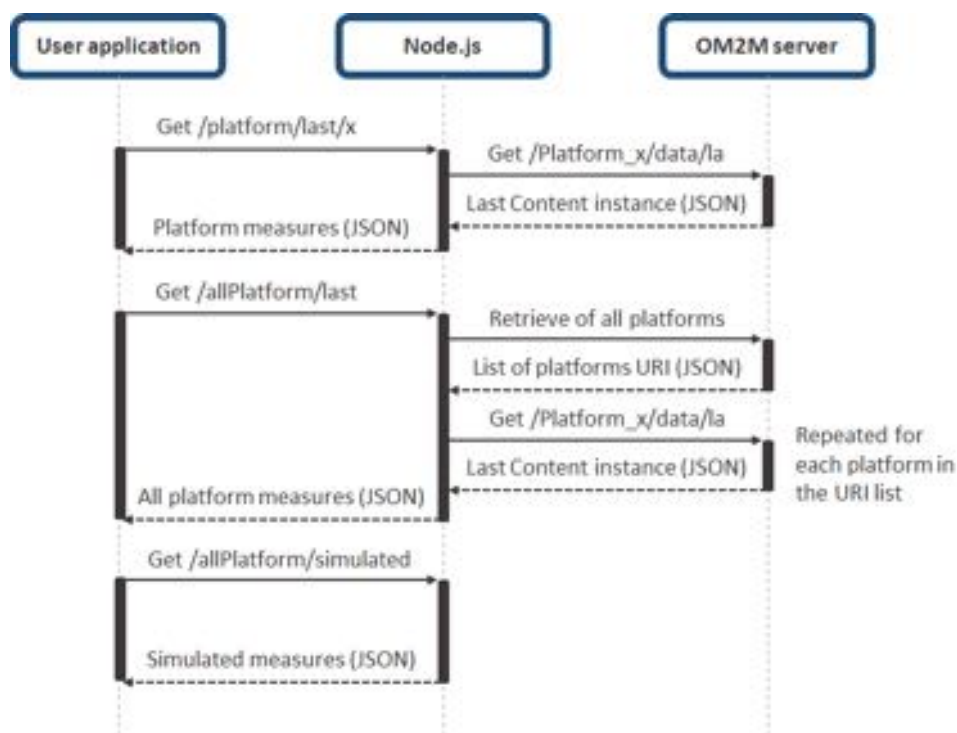 User application
Node.js
OM2M server
Get /platform/last/x
Get /Platform_x/data/la
Last Content instance (JSON)
Platform measures (JSON)
Get /allPlatform/last
Retrieve of all platforms
List of platforms URI (JSON)
Get /Platform_x/data/la
Repeated for
each platform in
the URI list
Last Content instance (JSON)
All platform measures (JSON)
Get /allPlatform/simulated
Simulated measures (JSON)